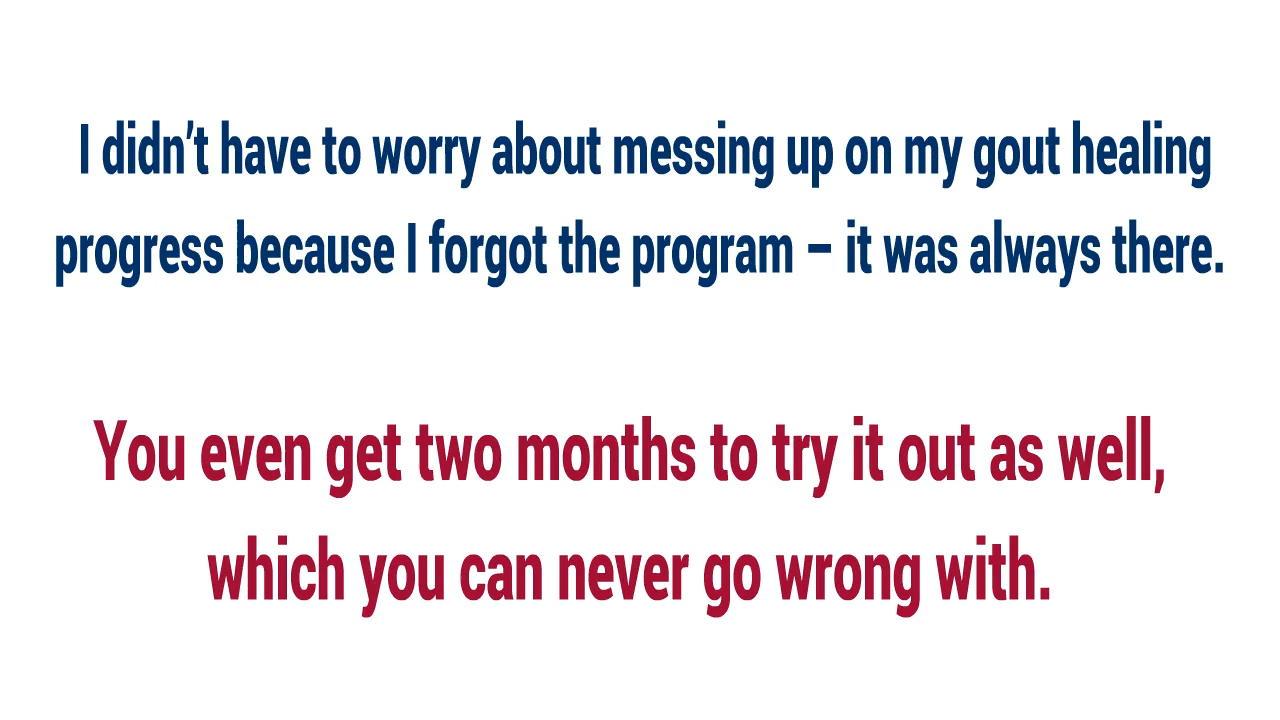 I didn’t have to worry about messing up on my gout healing
progress because I forgot the program – it was always there.
You even get two months to try it out as well,
which you can never go wrong with.